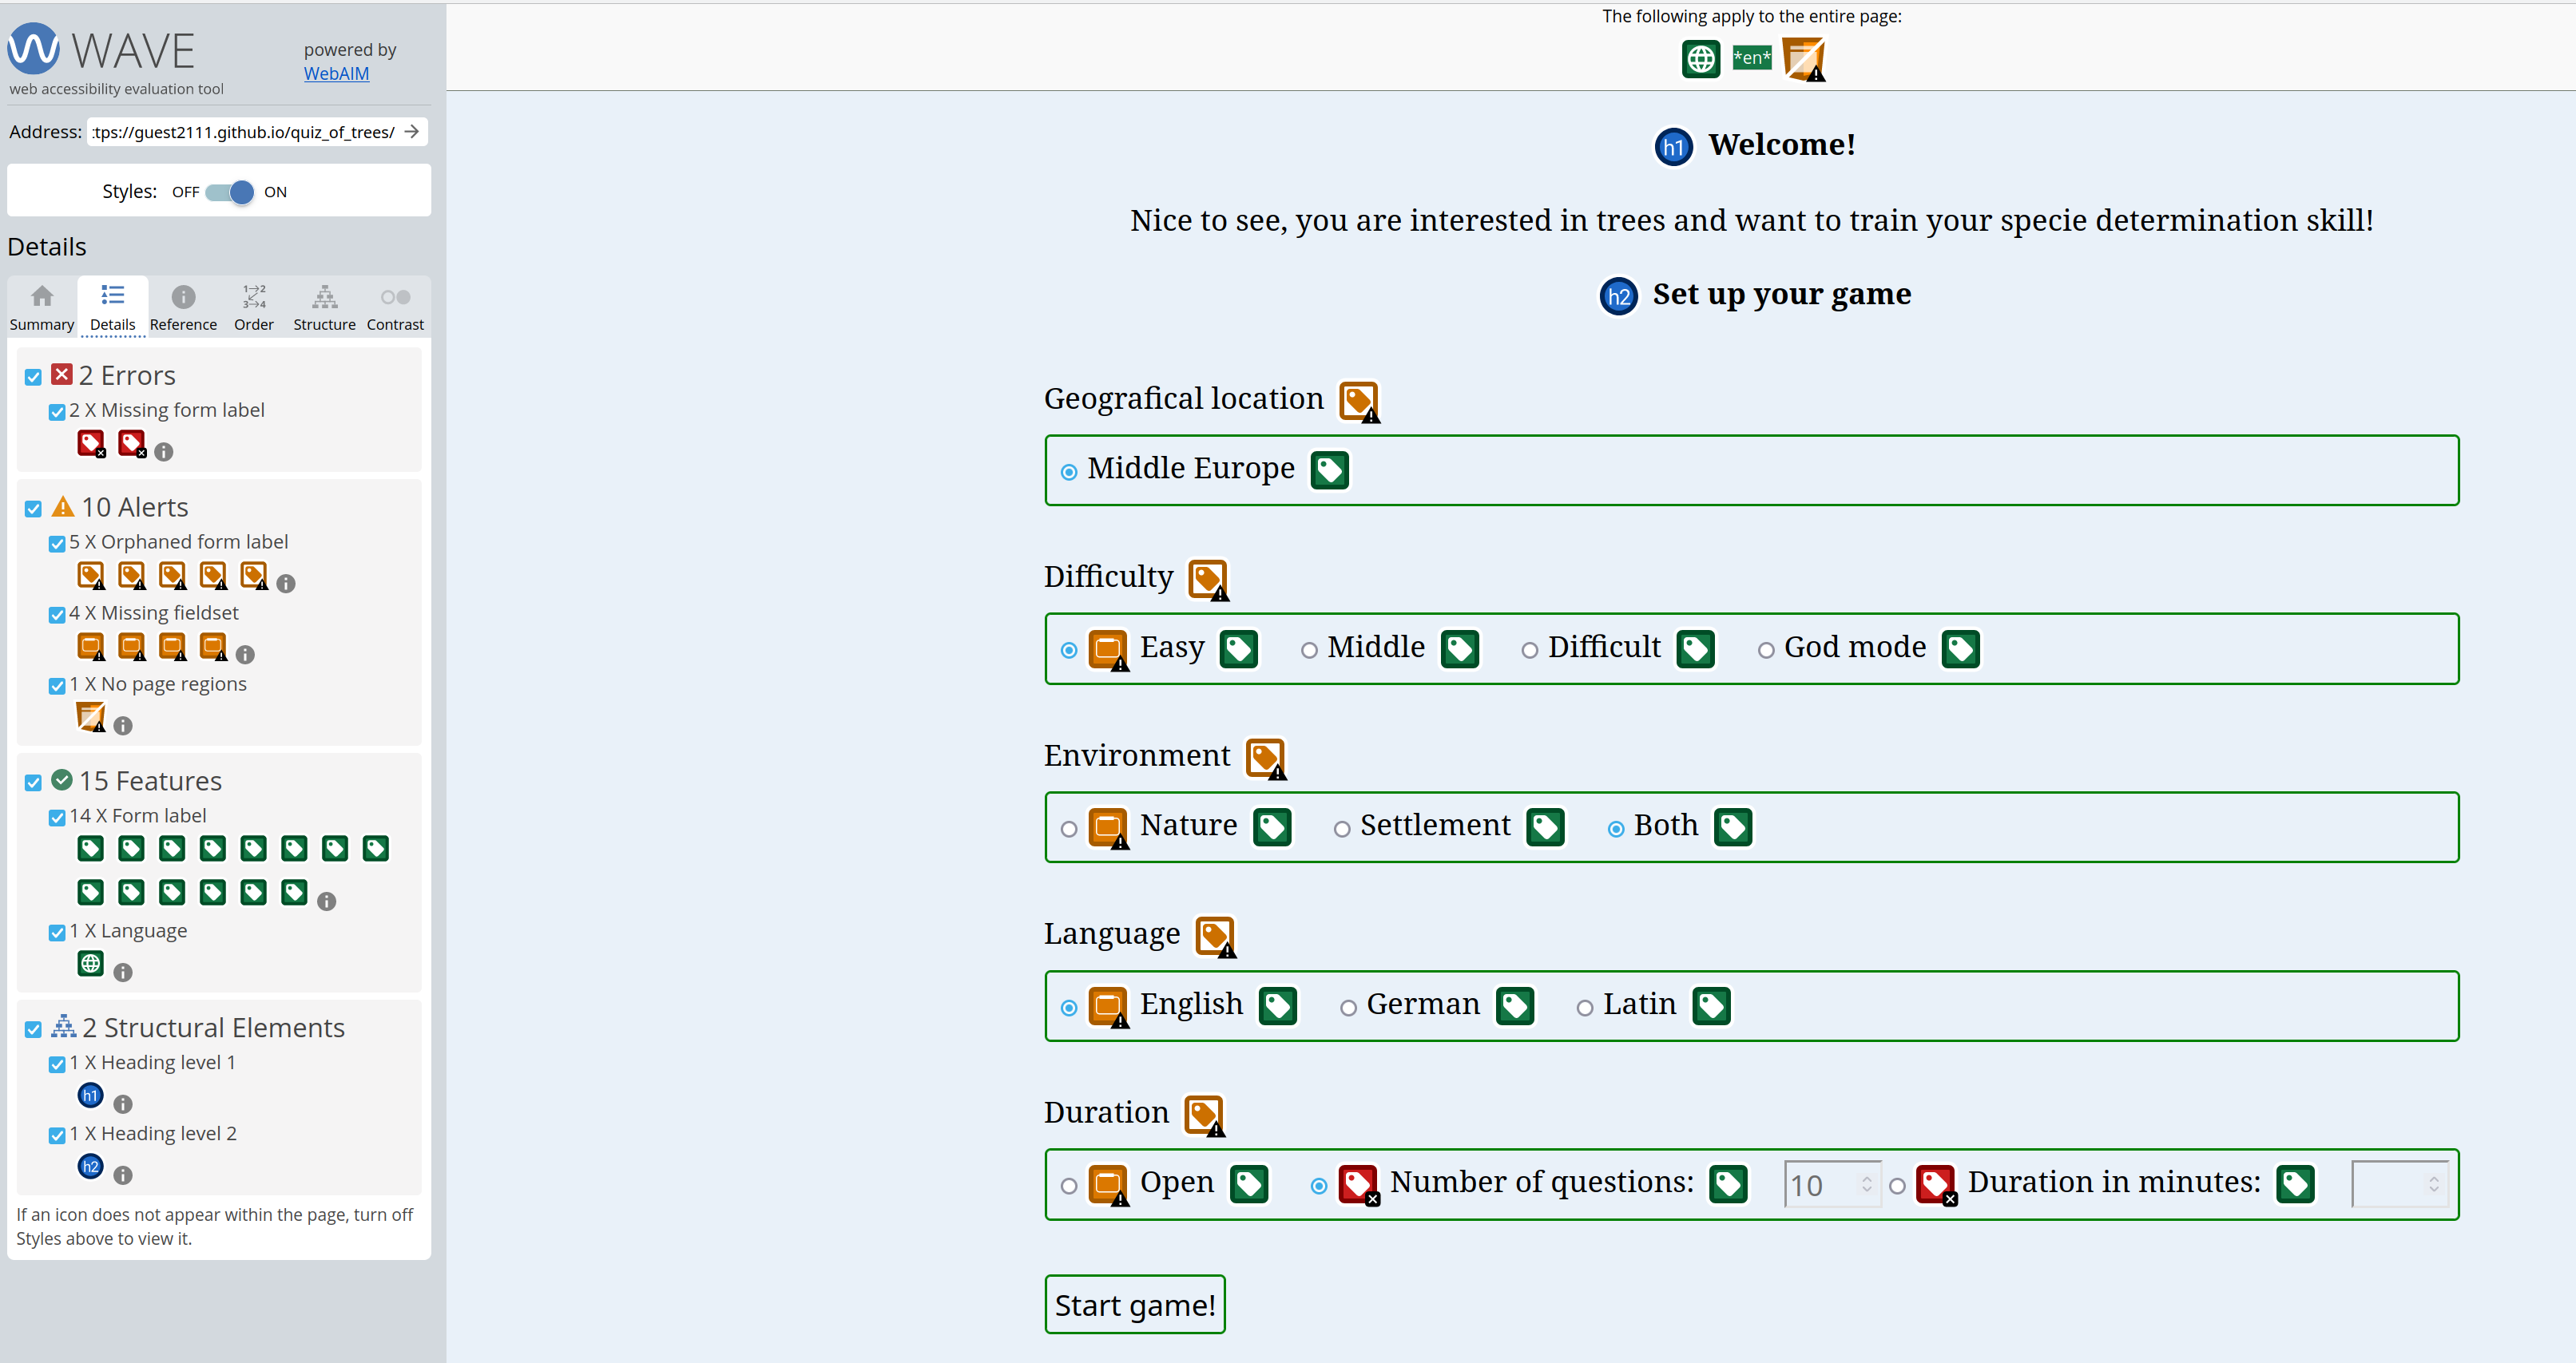 WAVE
powered by
WebAIM
web accessibility evaluation tool
Address: :tps://guest2111.github.io/quiz_of_trees/
Styles: OFF ON
Details
Summary Details Reference Order Structure Contrast
1→2
3→4
2 Errors
2 X Missing form label
10 Alerts
5 X Orphaned form label
4 X Missing fieldset
1 X No page regions
15 Features
14 X Form label
1 X Language
2 Structural Elements
1 X Heading level 1
h1
1 X Heading level 2
h2
If an icon does not appear within the page, turn off
Styles above to view it.
The following apply to the entire page:
*en*
h1 Welcome!
Nice to see, you are interested in trees and want to train your specie determination skill!
h2 Set up your game
Geografical location
Middle Europe
Difficulty
Easy Middle Difficult God mode
Environment
Nature Settlement Both
Language
English German Latin
Duration
Open Number of questions: 10 Duration in minutes:
Start game!